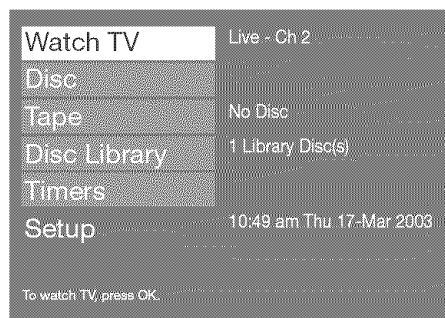 Watch TV
Live - Ch 2
Disc
Tape
No Disc
Disc Library
1 Library Disc(s)
Timers
Setup
10:49 am Thu 17-Mar 2003
To watch TV, press OK.